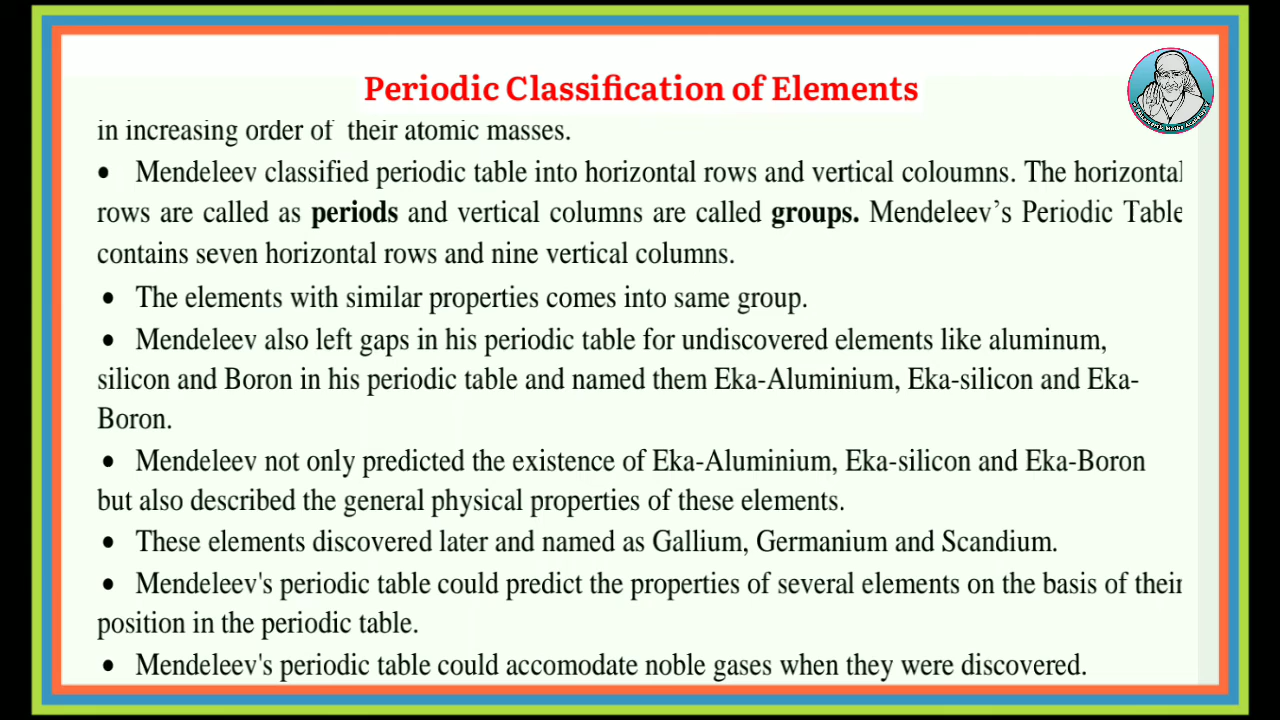 Periodic Classification of Elements
in increasing order of their atomic masses.
• Mendeleev classified periodic table into horizontal rows and vertical coloumns. The horizontal
rows are called as periods and vertical columns are called groups. Mendeleev’s Periodic Table
contains seven horizontal rows and nine vertical columns.
• The elements with similar properties comes into same group.
• Mendeleev also left gaps in his periodic table for undiscovered elements like aluminum,
silicon and Boron in his periodic table and named them Eka-Aluminium, Eka-silicon and Eka-
Boron.
• Mendeleev not only predicted the existence of Eka-Aluminium, Eka-silicon and Eka-Boron
but also described the general physical properties of these elements.
• These elements discovered later and named as Gallium, Germanium and Scandium.
• Mendeleev's periodic table could predict the properties of several elements on the basis of their
position in the periodic table.
• Mendeleev's periodic table could accomodate noble gases when they were discovered.